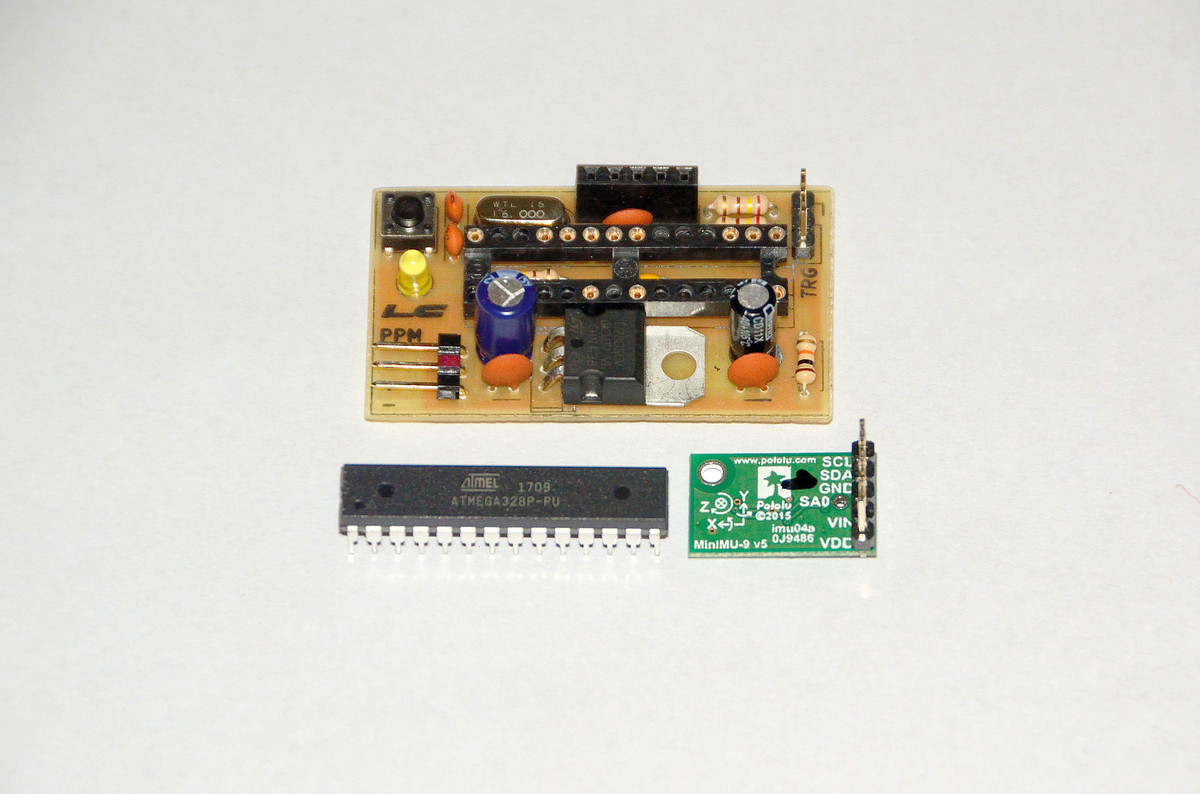 WTL 15
16.000
TRG
LC
PPM
ATMEL 1709
ATMEGA328P-PU
www.pololu.com
SCL
SDA
GND
SA0
Z
Y
X
Pololu
©2015
VIN
imu04a
0J9486
MiniMU-9 v5
VDD